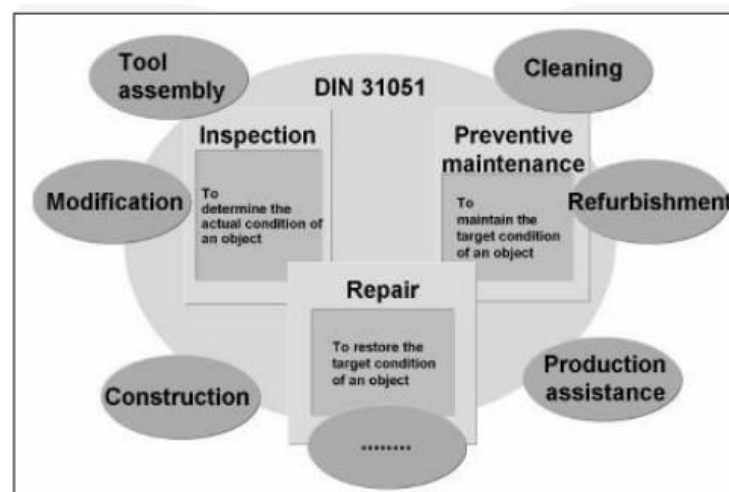 Tool
assembly
DIN 31051
Cleaning
Inspection
To
determine the
actual condition of
an object
Preventive
maintenance
To
maintain the
target condition
of an object
Modification
Refurbishment
Repair
To restore the
target condition
of an object
Construction
Production
assistance
........